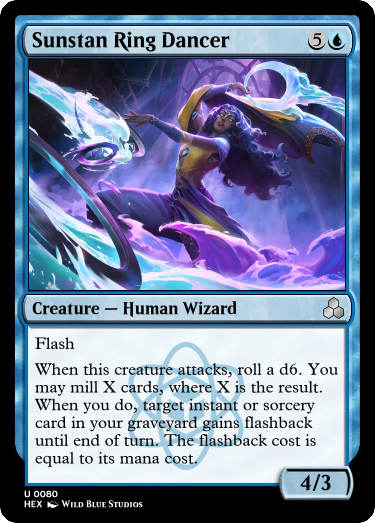 Sunstan Ring Dancer 5
Creature — Human Wizard
Flash
When this creature attacks, roll a d6. You
may mill X cards, where X is the result.
When you do, target instant or sorcery
card in your graveyard gains flashback
until end of turn. The flashback cost is
equal to its mana cost.
4/3
U 0080
HEX Wild Blue Studios